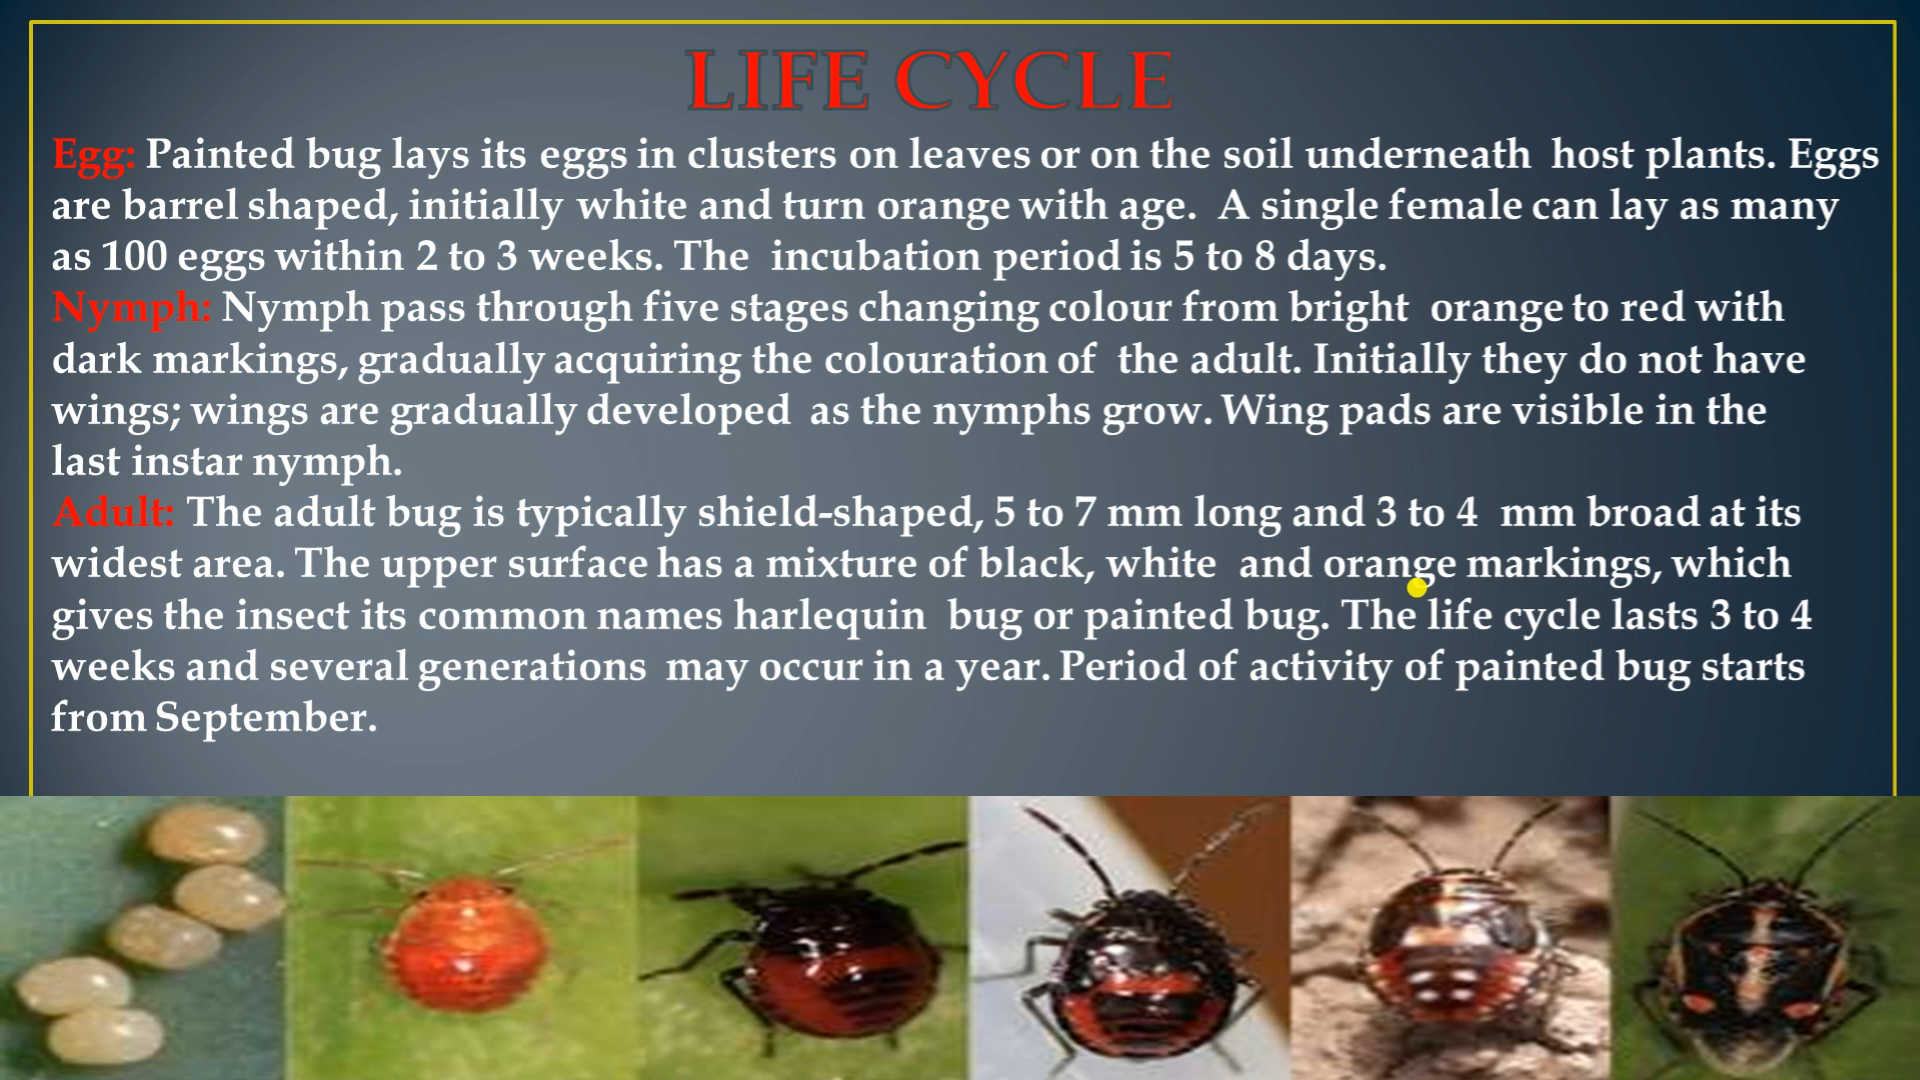 LIFE CYCLE
Egg: Painted bug lays its eggs in clusters on leaves or on the soil underneath host plants. Eggs
are barrel shaped, initially white and turn orange with age. A single female can lay as many
as 100 eggs within 2 to 3 weeks. The incubation period is 5 to 8 days.
Nymph: Nymph pass through five stages changing colour from bright orange to red with
dark markings, gradually acquiring the colouration of the adult. Initially they do not have
wings; wings are gradually developed as the nymphs grow. Wing pads are visible in the
last instar nymph.
Adult: The adult bug is typically shield-shaped, 5 to 7 mm long and 3 to 4 mm broad at its
widest area. The upper surface has a mixture of black, white and orange markings, which
gives the insect its common names harlequin bug or painted bug. The life cycle lasts 3 to 4
weeks and several generations may occur in a year. Period of activity of painted bug starts
from September.